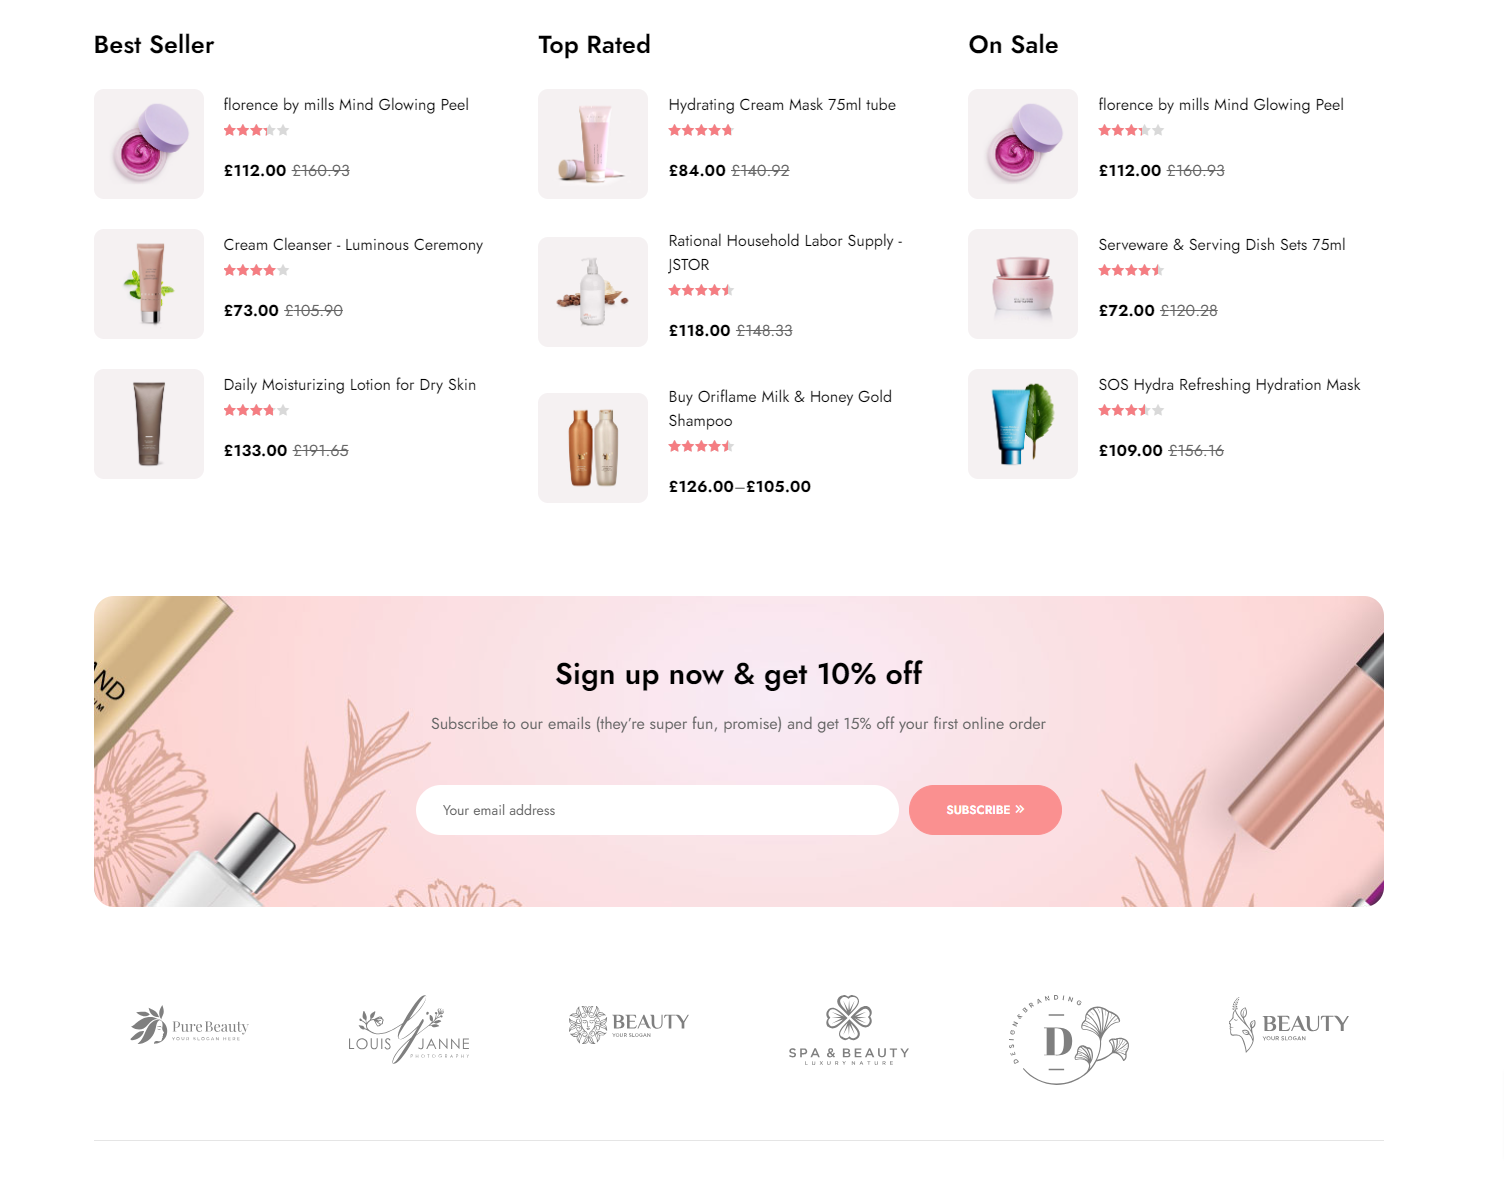 Best Seller
florence by mills Mind Glowing Peel
£112.00 £160.93
Cream Cleanser - Luminous Ceremony
£73.00 £105.90
Daily Moisturizing Lotion for Dry Skin
£133.00 £191.65
Top Rated
Hydrating Cream Mask 75ml tube
£84.00 £140.92
Rational Household Labor Supply -
JSTOR
£118.00 £148.33
Buy Oriflame Milk & Honey Gold
Shampoo
£126.00–£105.00
On Sale
florence by mills Mind Glowing Peel
£112.00 £160.93
Serveware & Serving Dish Sets 75ml
£72.00 £120.28
SOS Hydra Refreshing Hydration Mask
£109.00 £156.16
Sign up now & get 10% off
Subscribe to our emails (they’re super fun, promise) and get 15% off your first online order
Your email address
SUBSCRIBE »
Pure Beauty
YOUR SLOGAN HERE
LOUIS lj JANNE
PHOTOGRAPHY
BEAUTY
YOUR SLOGAN
SPA & BEAUTY
LUXURY NATURE
DESIGN & BRANDING
D
BEAUTY
YOUR SLOGAN